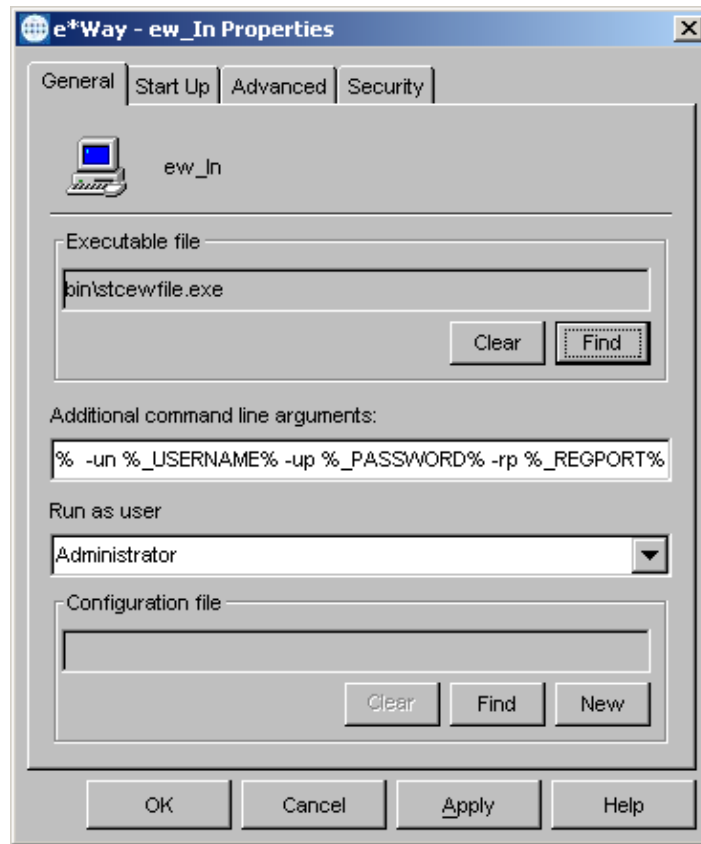 e*Way - ew_In Properties
General Start Up Advanced Security
ew_In
Executable file
bin\stcewfile.exe
Clear Find
Additional command line arguments:
% -un %_USERNAME% -up %_PASSWORD% -rp %_REGPORT%
Run as user
Administrator
Configuration file
Clear Find New
OK Cancel Apply Help